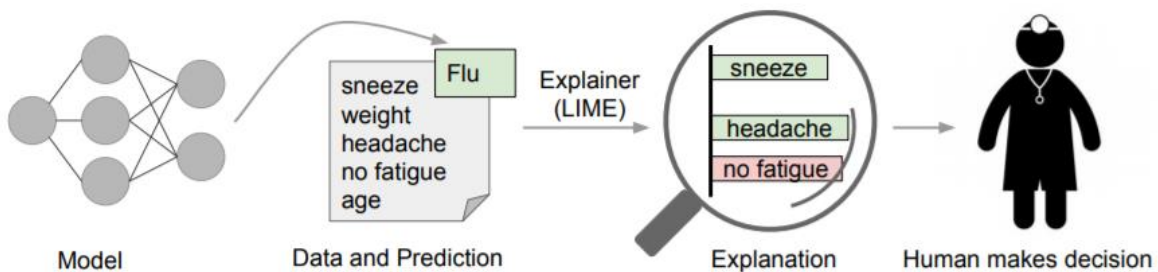 Flu
sneeze
weight
headache
no fatigue
age
Explainer
(LIME)
sneeze
headache
no fatigue
Model
Data and Prediction
Explanation
Human makes decision